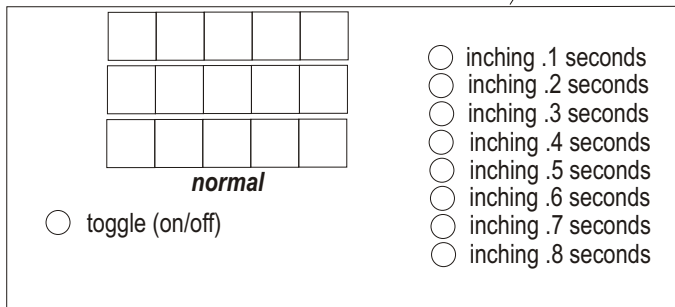 normal
toggle (on/off)
inching .1 seconds
inching .2 seconds
inching .3 seconds
inching .4 seconds
inching .5 seconds
inching .6 seconds
inching .7 seconds
inching .8 seconds